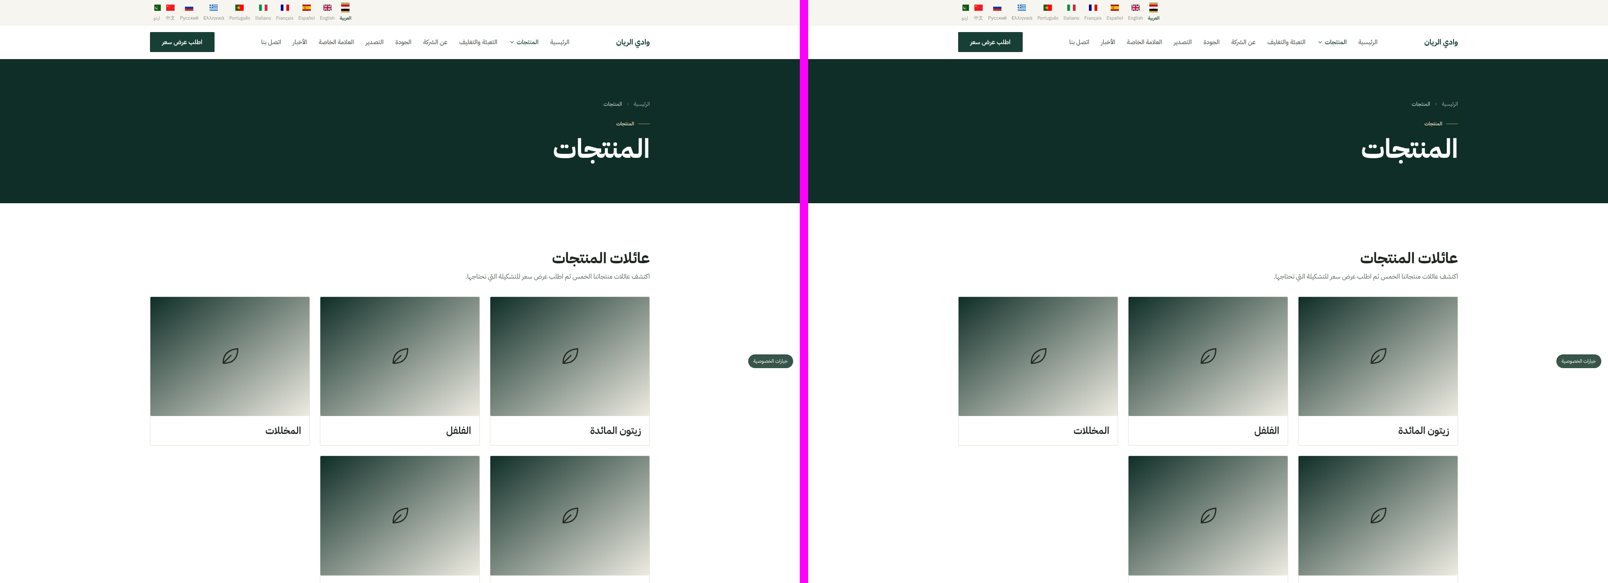 العربية English Español Français Italiano Português Ελληνικά Русский 中文 اردو
وادي الريان الرئيسية المنتجات التعبئة والتغليف عن الشركة الجودة التصدير العلامة الخاصة الأخبار اتصل بنا اطلب عرض سعر
الرئيسية › المنتجات
المنتجات
المنتجات
عائلات المنتجات
اكتشف عائلات منتجاتنا الخمس ثم اطلب عرض سعر للتشكيلة التي تحتاجها.
خيارات الخصوصية
زيتون المائدة الفلفل المخللات
العربية English Español Français Italiano Português Ελληνικά Русский 中文 اردو
وادي الريان الرئيسية المنتجات التعبئة والتغليف عن الشركة الجودة التصدير العلامة الخاصة الأخبار اتصل بنا اطلب عرض سعر
الرئيسية › المنتجات
المنتجات
المنتجات
عائلات المنتجات
اكتشف عائلات منتجاتنا الخمس ثم اطلب عرض سعر للتشكيلة التي تحتاجها.
خيارات الخصوصية
زيتون المائدة الفلفل المخللات